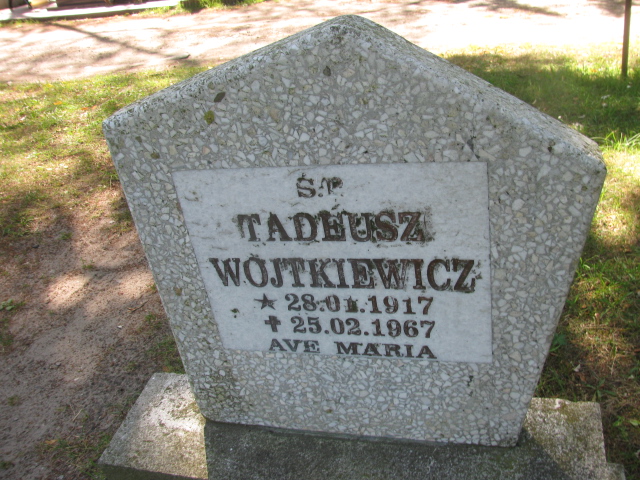 Ś.P.
TADEUSZ
WOJTKIEWICZ
★ 28.01.1917
✝ 25.02.1967
AVE MARIA